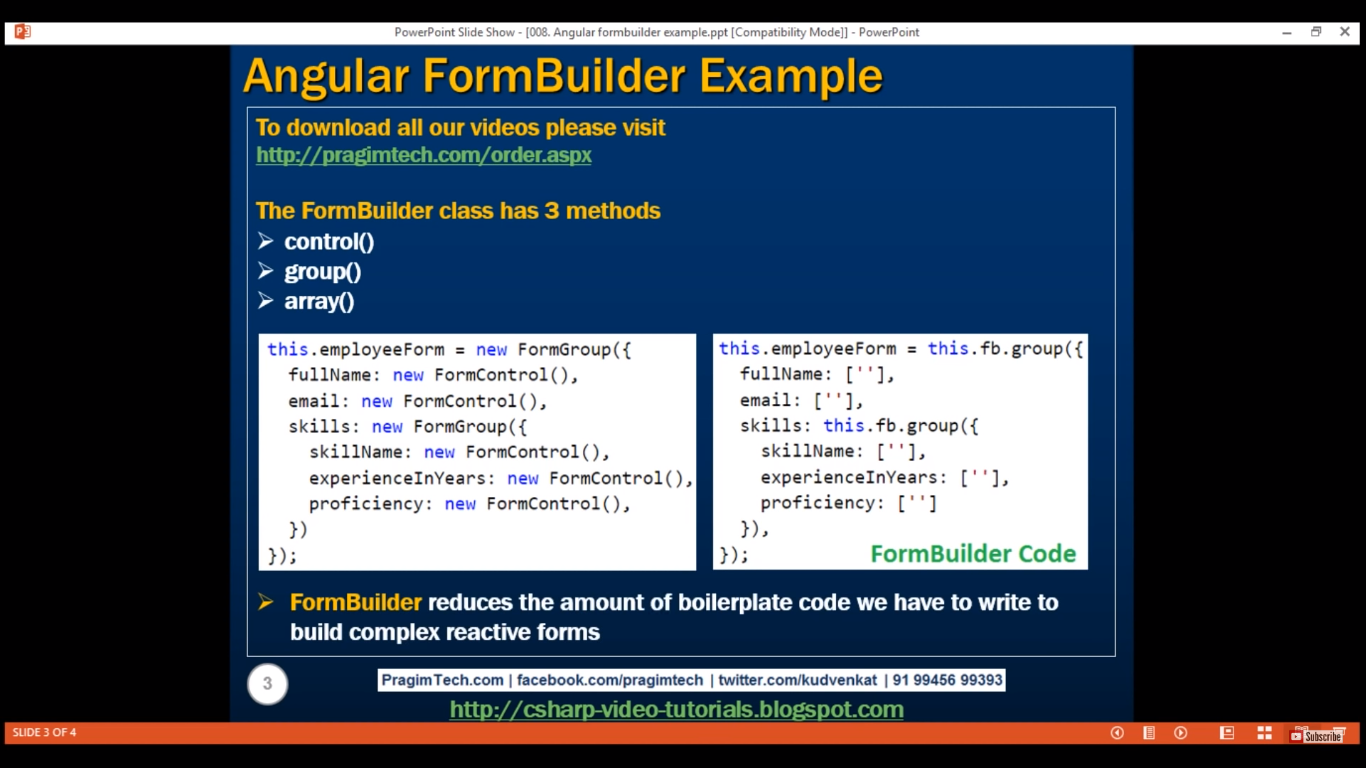 PowerPoint Slide Show - [008. Angular formbuilder example.ppt [Compatibility Mode]] - PowerPoint
Angular FormBuilder Example
To download all our videos please visit
http://pragimtech.com/order.aspx
The FormBuilder class has 3 methods
control()
group()
array()
this.employeeForm = new FormGroup({
fullName: new FormControl(),
email: new FormControl(),
skills: new FormGroup({
skillName: new FormControl(),
experienceInYears: new FormControl(),
proficiency: new FormControl(),
})
});
this.employeeForm = this.fb.group({
fullName: [''],
email: [''],
skills: this.fb.group({
skillName: [''],
experienceInYears: [''],
proficiency: ['']
}),
});
FormBuilder Code
FormBuilder reduces the amount of boilerplate code we have to write to
build complex reactive forms
3
PragimTech.com | facebook.com/pragimtech | twitter.com/kudvenkat | 91 99456 99393
http://csharp-video-tutorials.blogspot.com
SLIDE 3 OF 4
Subscribe